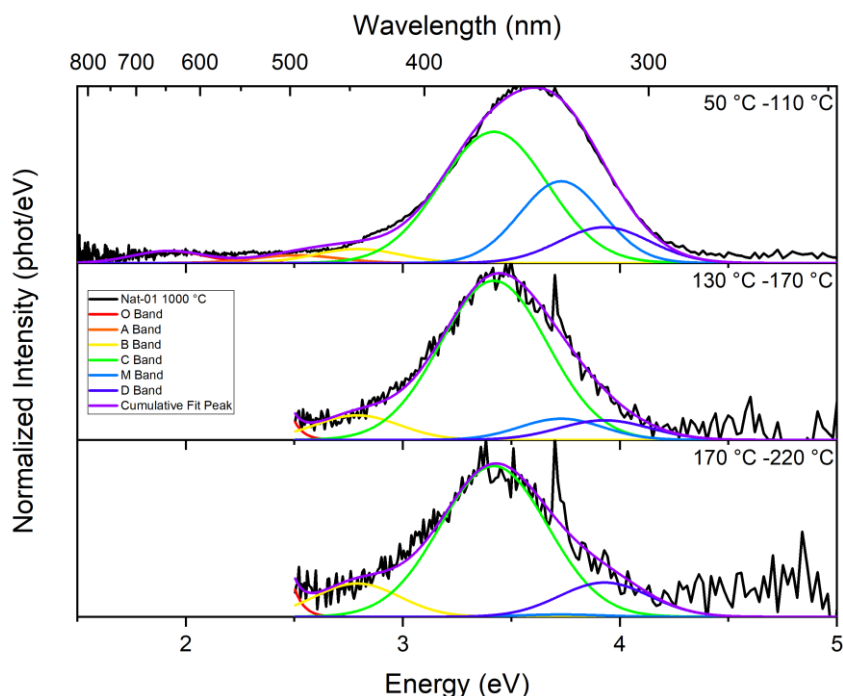 Wavelength (nm)
800 700 600 500 400 300
50 °C -110 °C
130 °C -170 °C
Nat-01 1000 °C
O Band
A Band
B Band
C Band
M Band
D Band
Cumulative Fit Peak
170 °C -220 °C
Normalized Intensity (phot/eV)
2 3 4 5
Energy (eV)